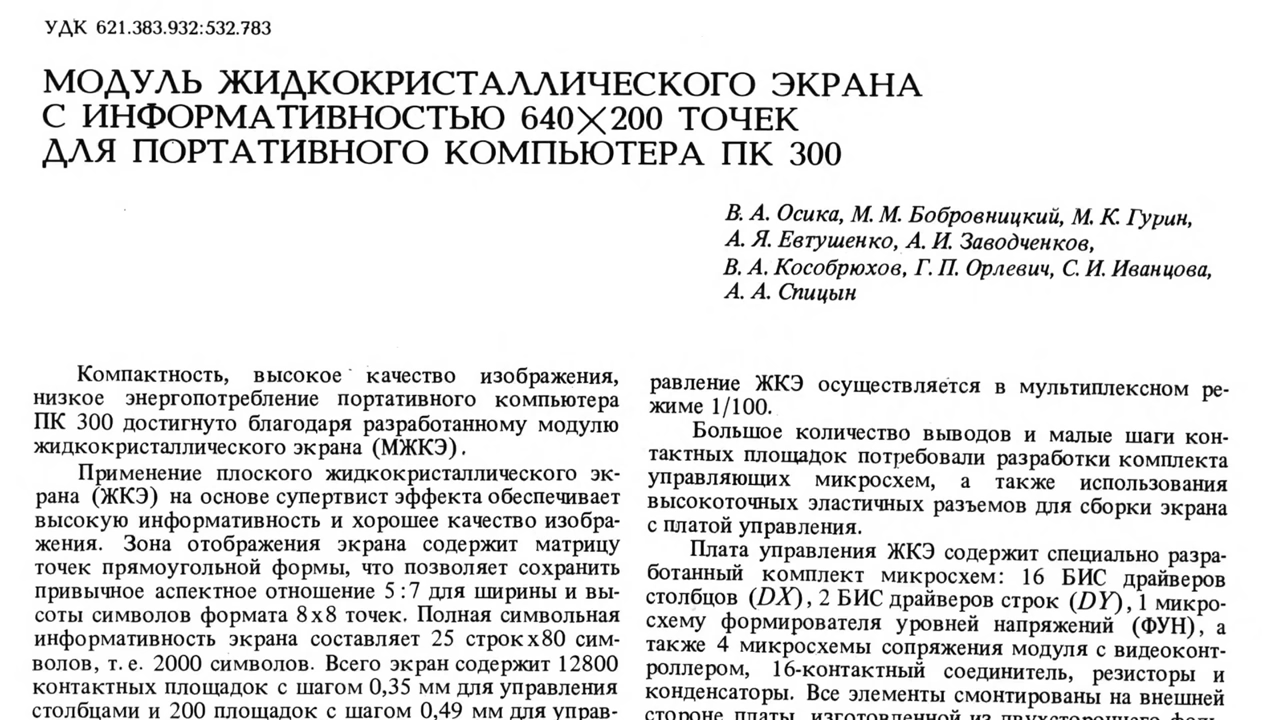 УДК 621.383.932:532.783
МОДУЛЬ ЖИДКОКРИСТАЛЛИЧЕСКОГО ЭКРАНА
С ИНФОРМАТИВНОСТЬЮ 640×200 ТОЧЕК
ДЛЯ ПОРТАТИВНОГО КОМПЬЮТЕРА ПК 300
В. А. Осика, М. М. Бобровницкий, М. К. Гурин,
А. Я. Евтушенко, А. И. Заводченков,
В. А. Кособрюхов, Г. П. Орлевич, С. И. Иванцова,
А. А. Спицын
Компактность, высокое качество изображения,
низкое энергопотребление портативного компьютера
ПК 300 достигнуто благодаря разработанному модулю
жидкокристаллического экрана (МЖКЭ).
Применение плоского жидкокристаллического эк-
рана (ЖКЭ) на основе супертвист эффекта обеспечивает
высокую информативность и хорошее качество изобра-
жения. Зона отображения экрана содержит матрицу
точек прямоугольной формы, что позволяет сохранить
привычное аспектное отношение 5:7 для ширины и вы-
соты символов формата 8x8 точек. Полная символьная
информативность экрана составляет 25 строк x80 сим-
волов, т. е. 2000 символов. Всего экран содержит 12800
контактных площадок с шагом 0,35 мм для управления
столбцами и 200 площадок с шагом 0,49 мм для управ-
равление ЖКЭ осуществляется в мультиплексном ре-
жиме 1/100.
Большое количество выводов и малые шаги кон-
тактных площадок потребовали разработки комплекта
управляющих микросхем, а также использования
высокоточных эластичных разъемов для сборки экрана
с платой управления.
Плата управления ЖКЭ содержит специально разра-
ботанный комплект микросхем: 16 БИС драйверов
столбцов (DX), 2 БИС драйверов строк (DY), 1 микро-
схему формирователя уровней напряжений (ФУН), а
также 4 микросхемы сопряжения модуля с видеоконт-
роллером, 16-контактный соединитель, резисторы и
конденсаторы. Все элементы смонтированы на внешней
стороне платы, изготовленной из двухстороннего фоль-